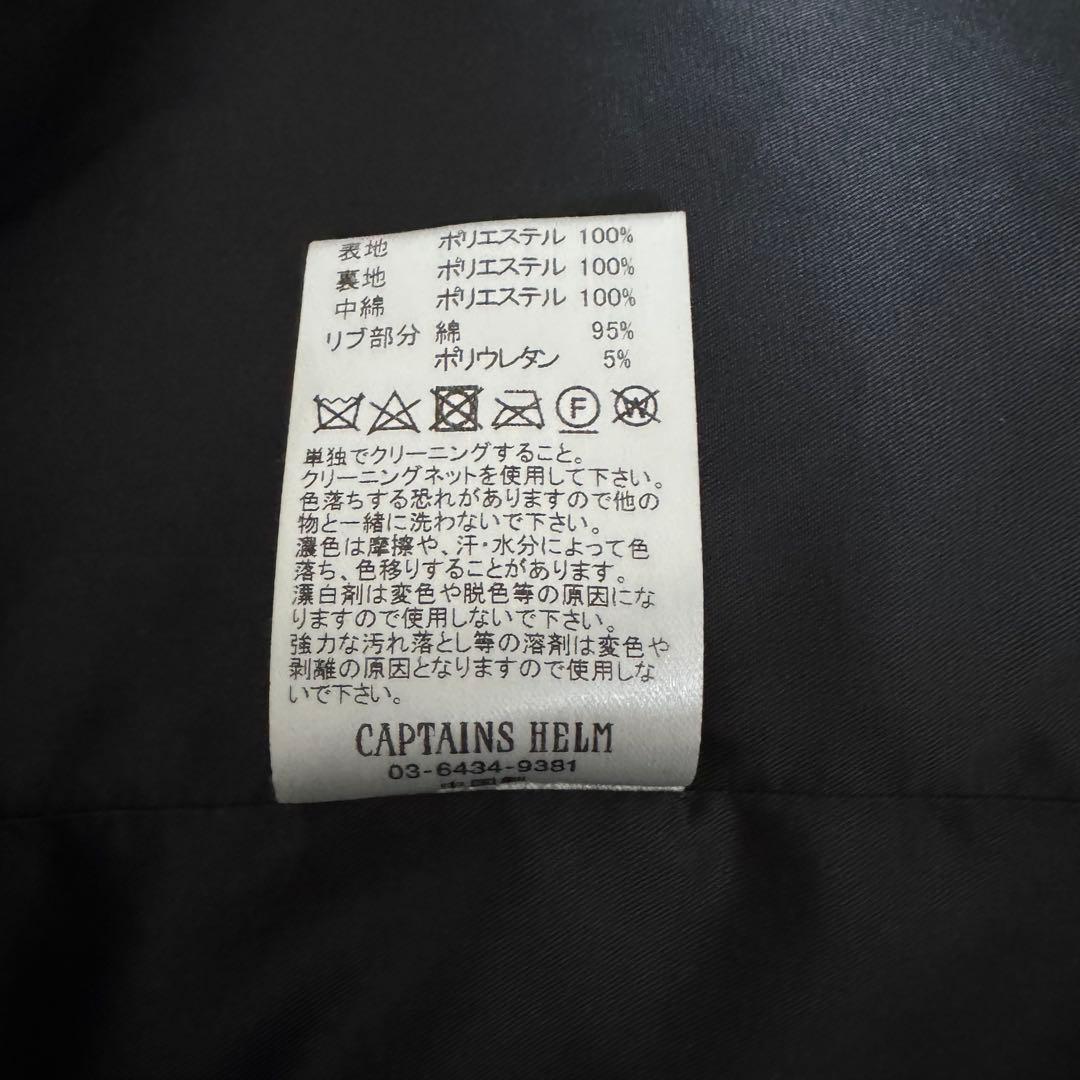 表地 ポリエステル 100%
裏地 ポリエステル 100%
中綿 ポリエステル 100%
リブ部分 綿 95%
ポリウレタン 5%
F W
単独でクリーニングすること。
クリーニングネットを使用して下さい。
色落ちする恐れがありますので他の
物と一緒に洗わないで下さい。
濃色は摩擦や、汗・水分によって色
落ち、色移りすることがあります。
漂白剤は変色や脱色等の原因にな
りますので使用しないで下さい。
強力な汚れ落とし等の溶剤は変色や
剥離の原因となりますので使用しな
いで下さい。
CAPTAINS HELM
03-6434-9381
中国製